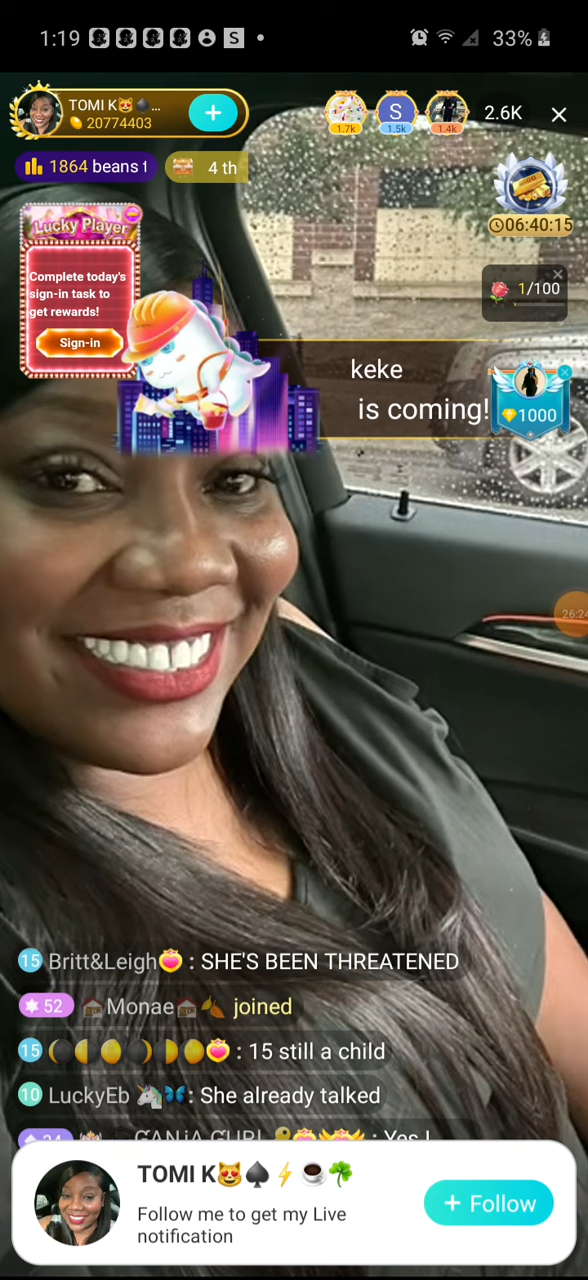 1:19
S
33%
TOMI K😻♠️...
20774403
S
1.7k
1.5k
1.4k
2.6K
1864 beans t
4 th
06:40:15
Lucky Player
Complete today's
sign-in task to
get rewards!
Sign-in
1/100
keke
is coming!
1000
26:24
15 Britt&Leigh : SHE'S BEEN THREATENED
52 🏠Monae🏠🍂 joined
15 🌒🌓🌔🌒🌓🌕 : 15 still a child
10 LuckyEb 🦄🦋: She already talked
TOMI K😻♠️⚡☕☘️
Follow me to get my Live
notification
+ Follow